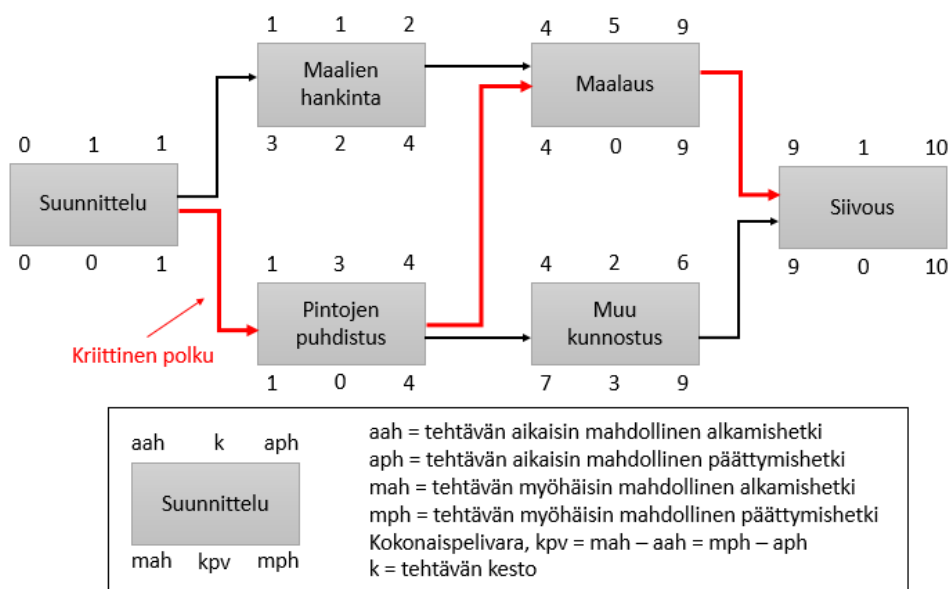 1 1 2
Maalien
hankinta
3 2 4
4 5 9
Maalaus
4 0 9
0 1 1
Suunnittelu
0 0 1
9 1 10
Siivous
9 0 10
1 3 4
Pintojen
puhdistus
1 0 4
4 2 6
Muu
kunnostus
7 3 9
Kriittinen polku
aah k aph
Suunnittelu
mah kpv mph
aah = tehtävän aikaisin mahdollinen alkamishetki
aph = tehtävän aikaisin mahdollinen päättymishetki
mah = tehtävän myöhäisin mahdollinen alkamishetki
mph = tehtävän myöhäisin mahdollinen päättymishetki
Kokonaispelivara, kpv = mah – aah = mph – aph
k = tehtävän kesto